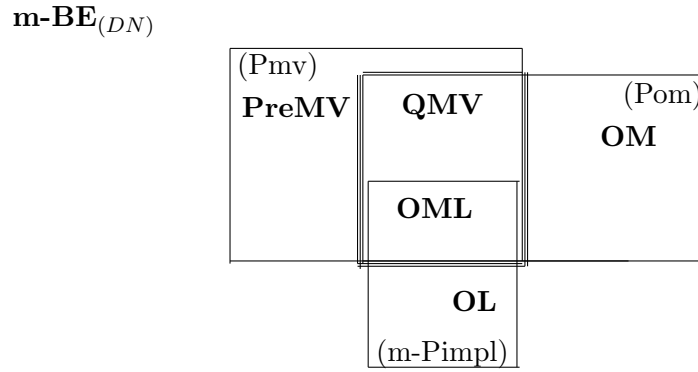 m-BE(DN)
(Pmv)
PreMV
QMV
(Pom)
OM
OML
OL
(m-Pimpl)